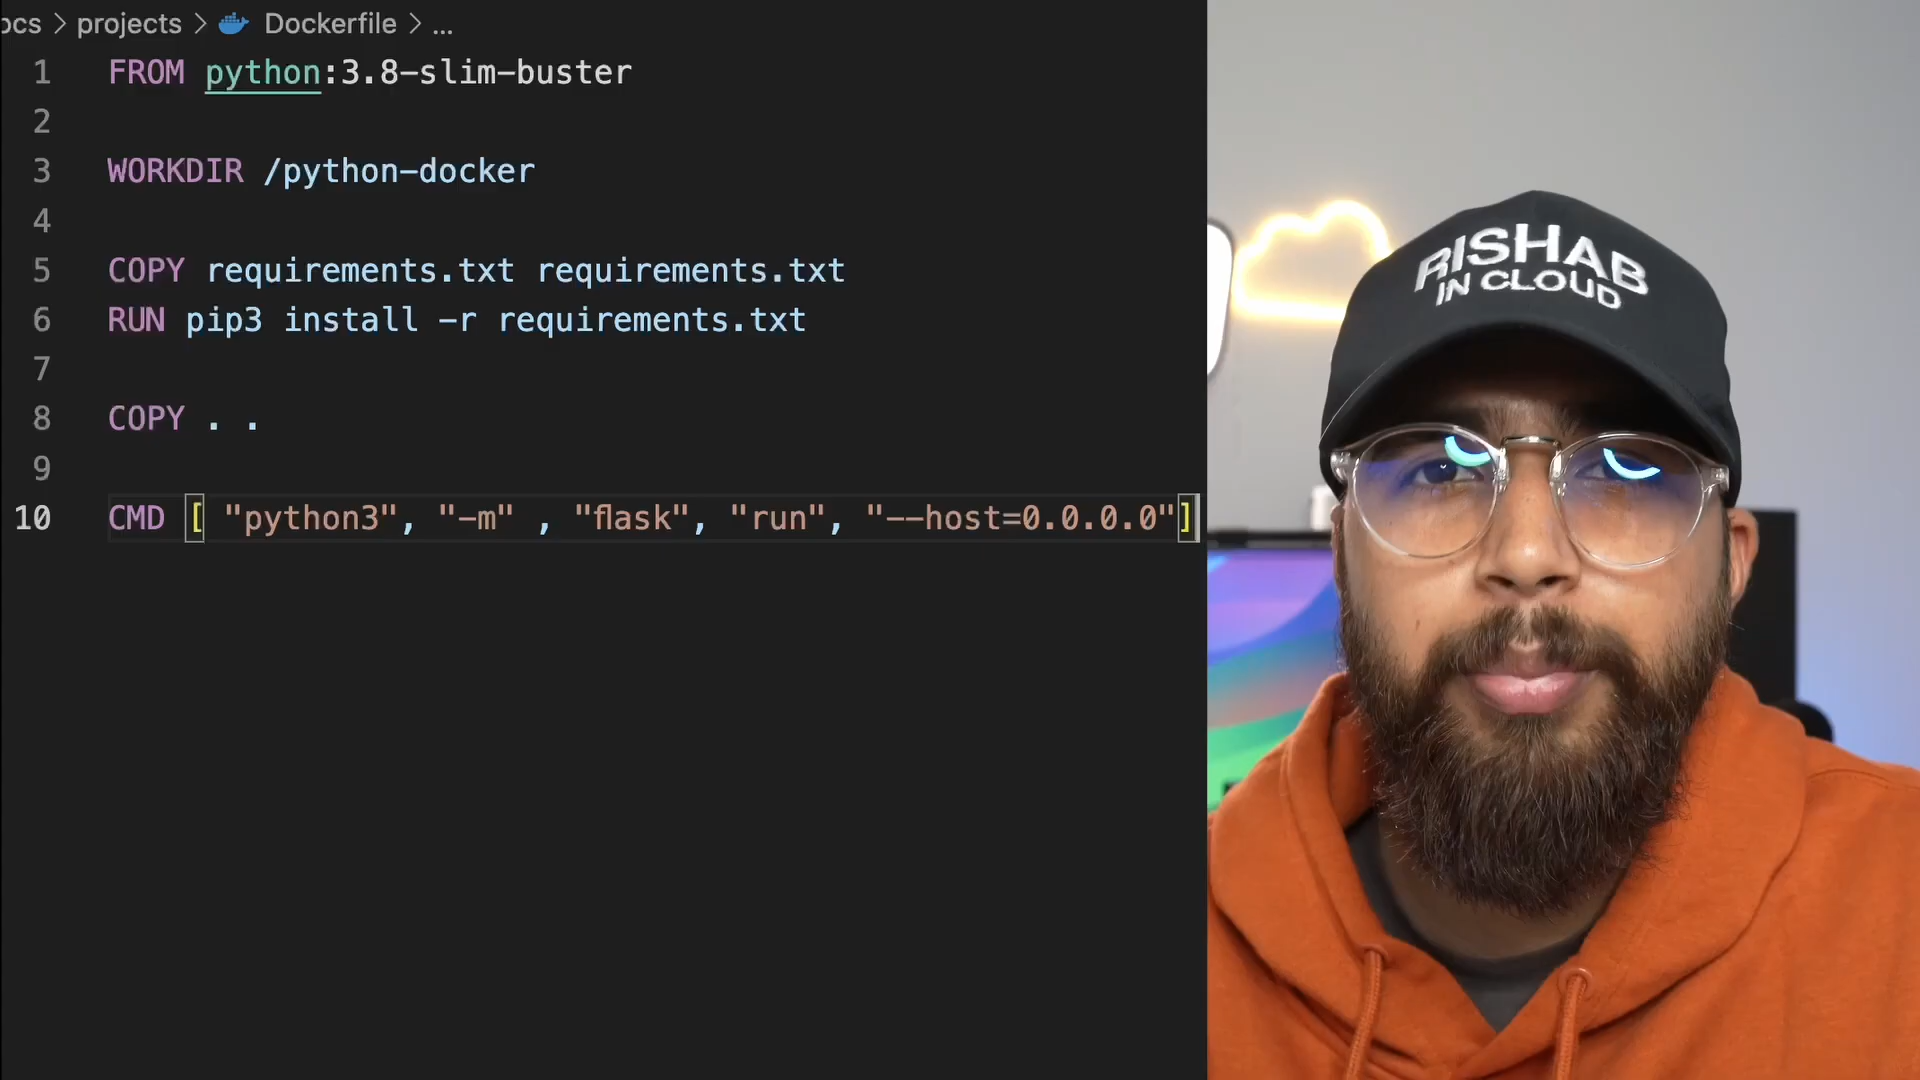 ocs > projects > Dockerfile > ...
1 FROM python:3.8-slim-buster
2
3 WORKDIR /python-docker
4
5 COPY requirements.txt requirements.txt
6 RUN pip3 install -r requirements.txt
7
8 COPY . .
9
10 CMD [ "python3", "-m" , "flask", "run", "--host=0.0.0.0"]
RISHAB
IN CLOUD